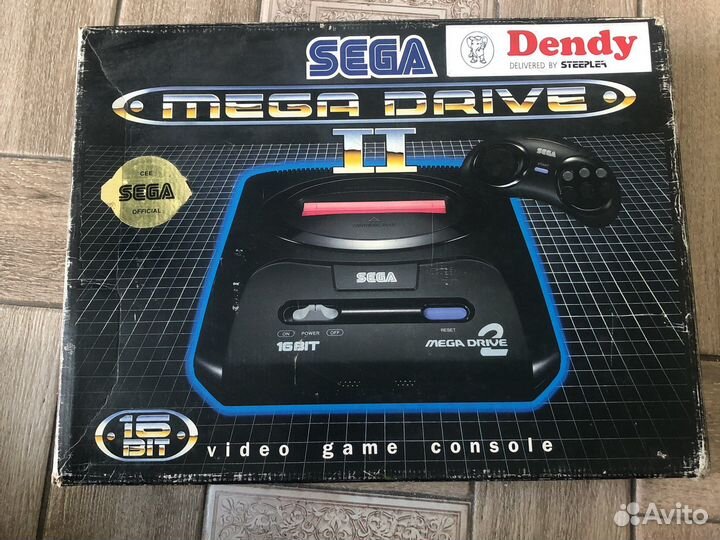 SEGA
Dendy
DELIVERED BY STEEPLER
MEGA DRIVE
II
SEGA
CEE
SEGA
OFFICIAL
SEGA
ON POWER OFF
RESET
16BIT
MEGA DRIVE 2
16 BIT
video game console
Avito